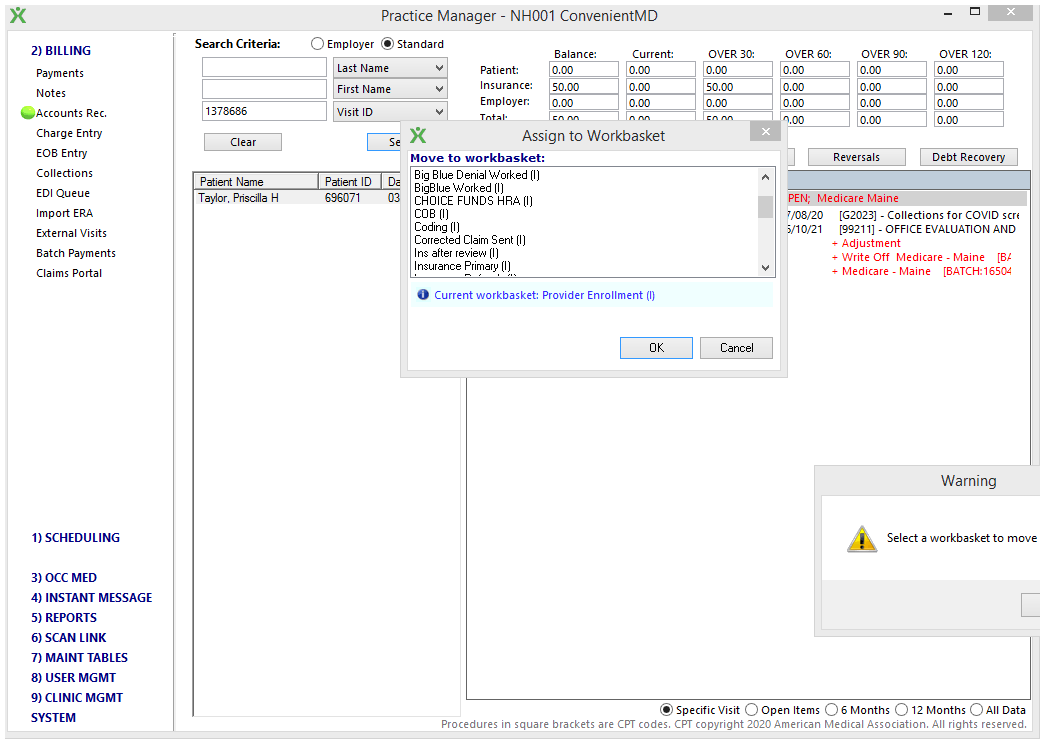 Practice Manager - NH001 ConvenientMD
2) BILLING
Payments
Notes
Accounts Rec.
Charge Entry
EOB Entry
Collections
EDI Queue
Import ERA
External Visits
Batch Payments
Claims Portal
1) SCHEDULING
3) OCC MED
4) INSTANT MESSAGE
5) REPORTS
6) SCAN LINK
7) MAINT TABLES
8) USER MGMT
9) CLINIC MGMT
SYSTEM
Search Criteria: Employer Standard
Last Name
First Name
1378686 Visit ID
Clear Se
Balance: Current: OVER 30: OVER 60: OVER 90: OVER 120:
Patient: 0.00 0.00 0.00 0.00 0.00 0.00
Insurance: 50.00 0.00 50.00 0.00 0.00 0.00
Employer: 0.00 0.00 0.00 0.00 0.00 0.00
Total: 50.00 0.00 50.00 0.00 0.00 0.00
Reversals Debt Recovery
Patient Name Patient ID Da
Taylor, Priscilla H 696071 03
Assign to Workbasket
Move to workbasket:
Big Blue Denial Worked (I)
BigBlue Worked (I)
CHOICE FUNDS HRA (I)
COB (I)
Coding (I)
Corrected Claim Sent (I)
Ins after review (I)
Insurance Primary (I)
Current workbasket: Provider Enrollment (I)
OK Cancel
PEN; Medicare Maine
7/08/20 [G2023] - Collections for COVID scre
6/10/21 [99211] - OFFICE EVALUATION AND
+ Adjustment
+ Write Off Medicare - Maine [BA
+ Medicare - Maine [BATCH:16504
Warning
Select a workbasket to move
Specific Visit Open Items 6 Months 12 Months All Data
Procedures in square brackets are CPT codes. CPT copyright 2020 American Medical Association. All rights reserved.